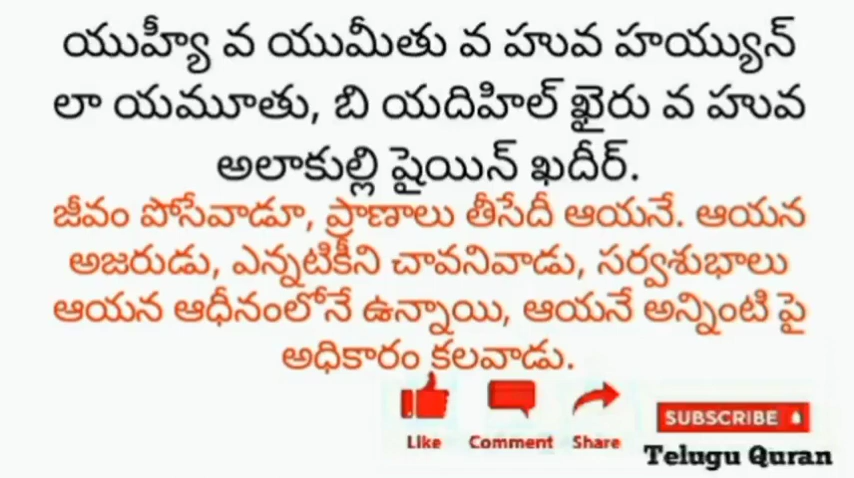 యుహ్యీ వ యుమీతు వ హువ హయ్యున్
లా యమూతు, బి యదిహిల్ ఖైరు వ హువ
అలాకుల్లి షైయిన్ ఖదీర్.
జీవం పోసేవాడూ, ప్రాణాలు తీసేదీ ఆయనే. ఆయన
అజరుడు, ఎన్నటికీని చావనివాడు, సర్వశుభాలు
ఆయన ఆధీనంలోనే ఉన్నాయి, ఆయనే అన్నింటి పై
అధికారం కలవాడు.
Like Comment Share SUBSCRIBE
Telugu Quran